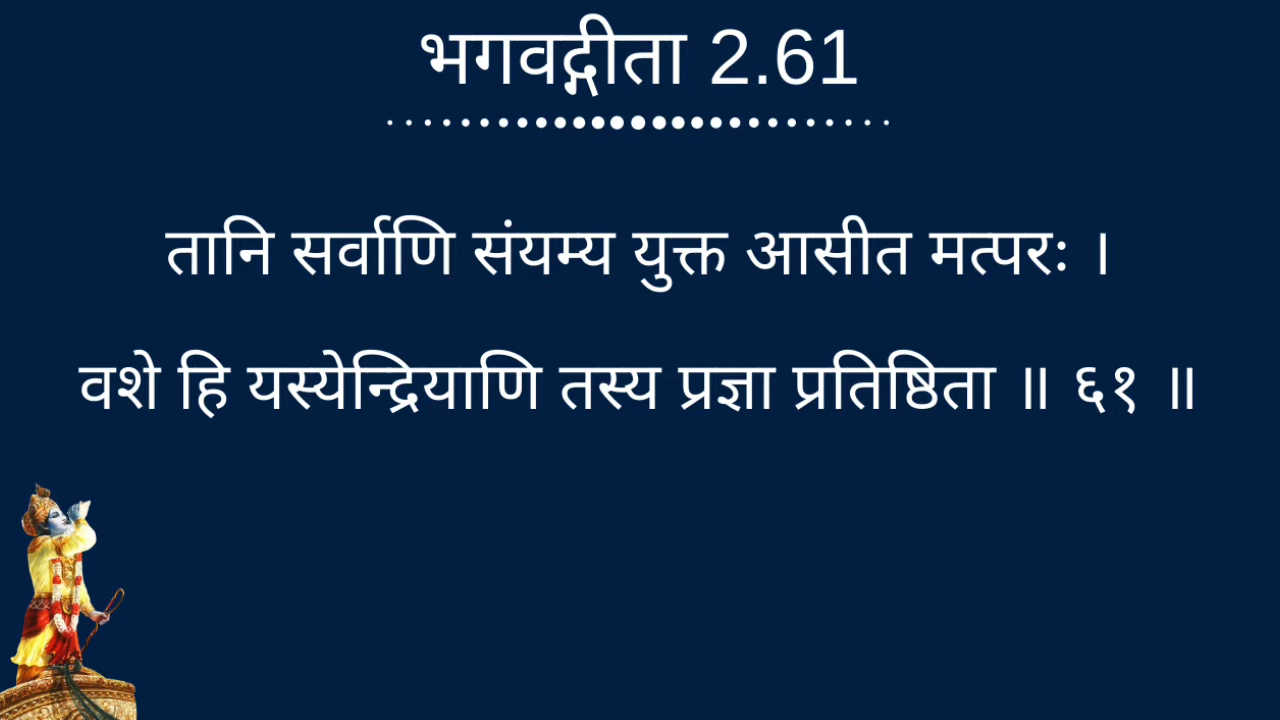 भगवद्गीता 2.61
तानि सर्वाणि संयम्य युक्त आसीत मत्परः ।
वशे हि यस्येन्द्रियाणि तस्य प्रज्ञा प्रतिष्ठिता ॥ ६१ ॥